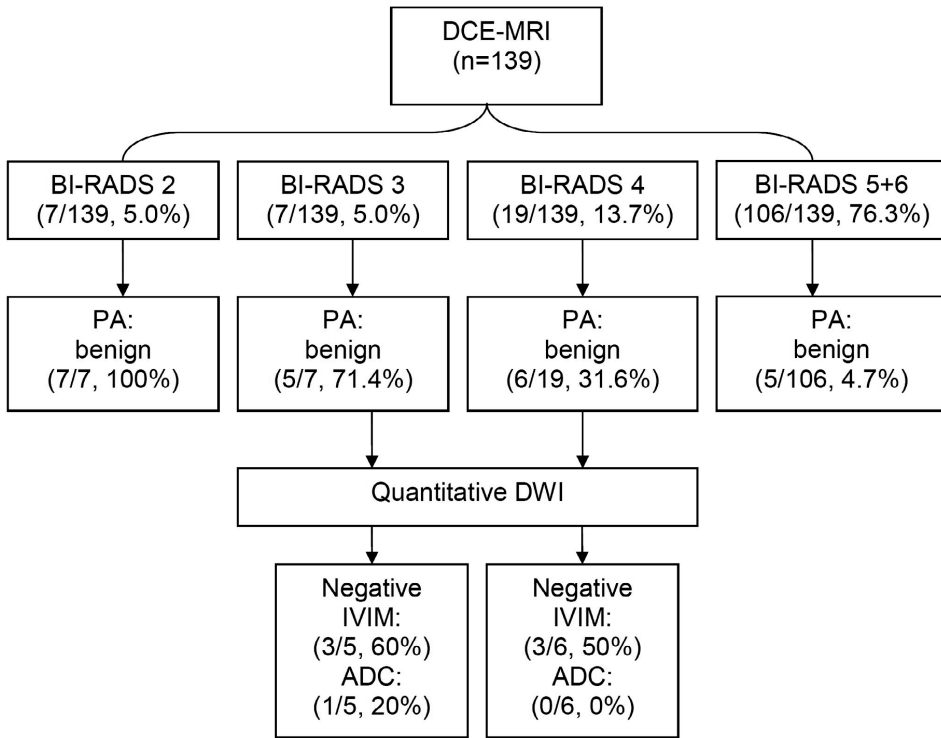 DCE-MRI
(n=139)
BI-RADS 2
(7/139, 5.0%)
BI-RADS 3
(7/139, 5.0%)
BI-RADS 4
(19/139, 13.7%)
BI-RADS 5+6
(106/139, 76.3%)
PA:
benign
(7/7, 100%)
PA:
benign
(5/7, 71.4%)
PA:
benign
(6/19, 31.6%)
PA:
benign
(5/106, 4.7%)
Quantitative DWI
Negative
IVIM:
(3/5, 60%)
ADC:
(1/5, 20%)
Negative
IVIM:
(3/6, 50%)
ADC:
(0/6, 0%)